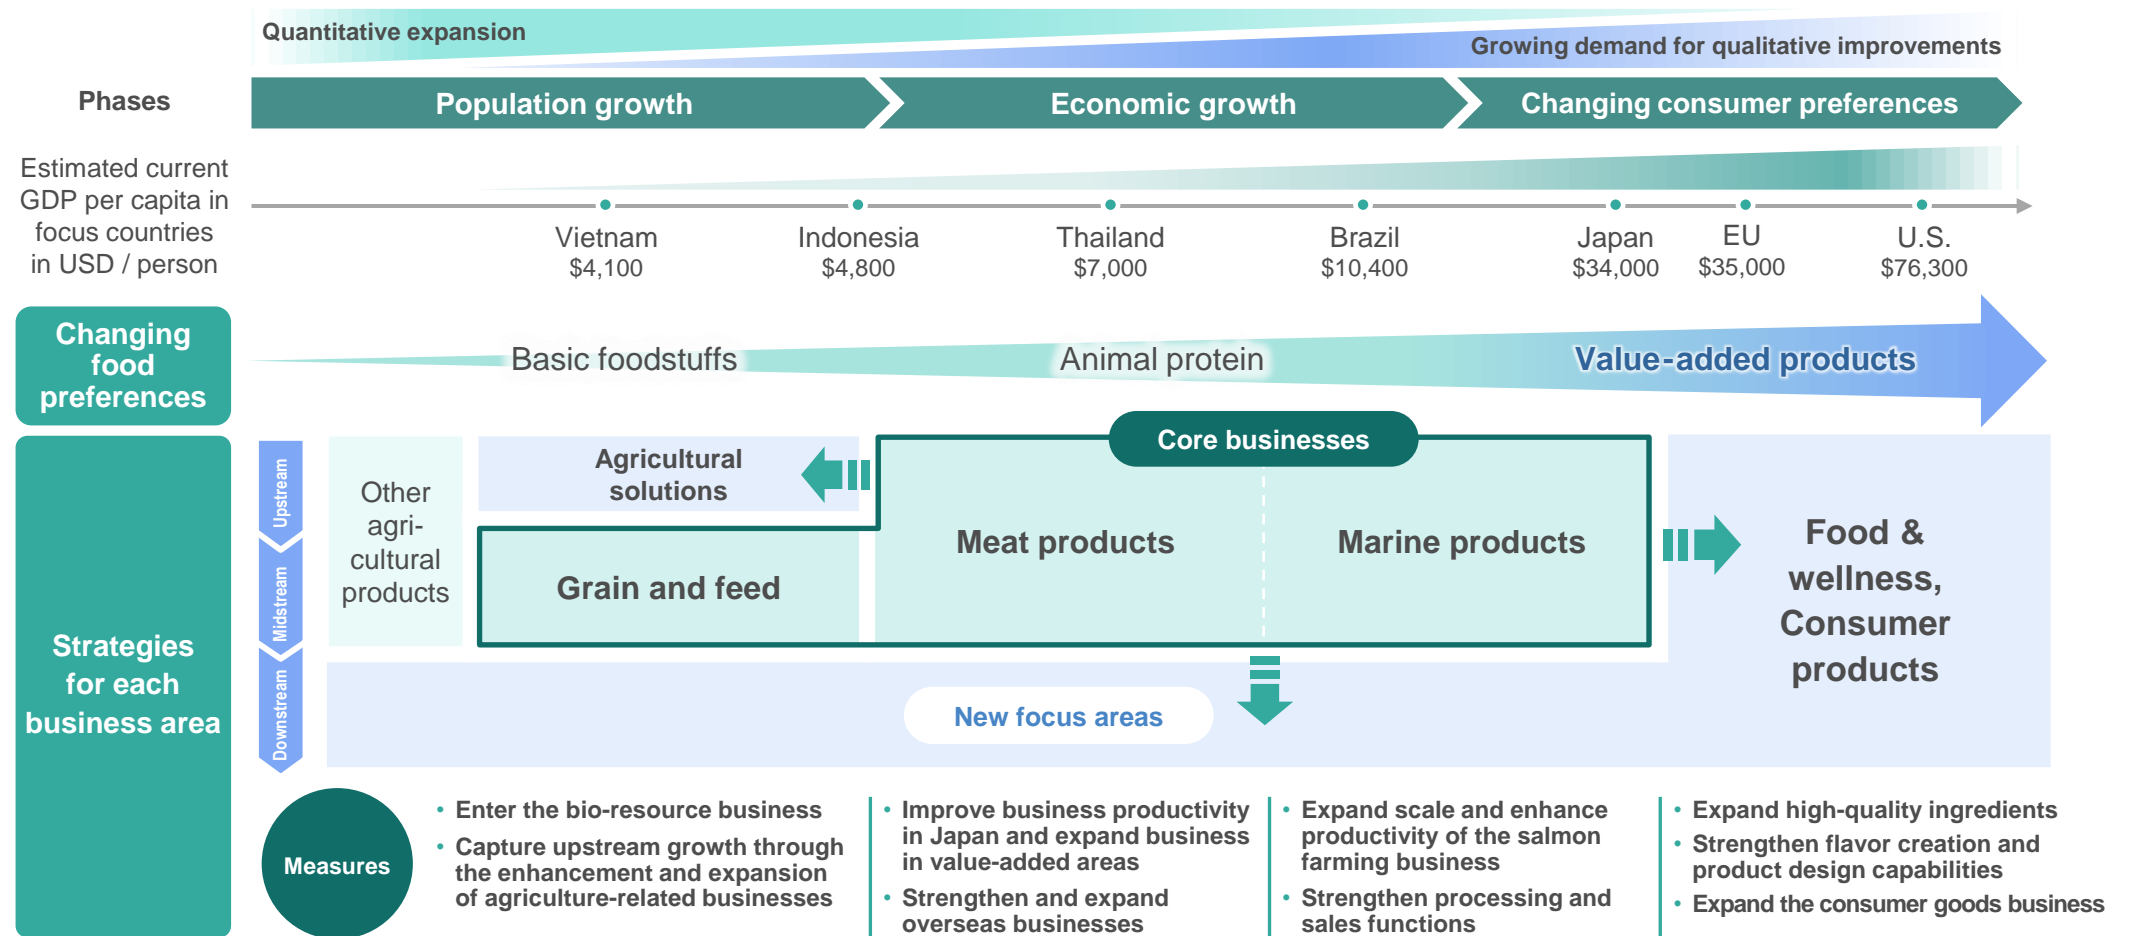 Quantitative expansion
Growing demand for qualitative improvements
Phases
Population growth
Economic growth
Changing consumer preferences
Estimated current
GDP per capita in
focus countries
in USD / person
Vietnam
$4,100
Indonesia
$4,800
Thailand
$7,000
Brazil
$10,400
Japan
$34,000
EU
$35,000
U.S.
$76,300
Changing
food
preferences
Basic foodstuffs
Animal protein
Value-added products
Strategies
for each
business area
Upstream
Midstream
Downstream
Other
agri-
cultural
products
Agricultural
solutions
Grain and feed
Core businesses
Meat products
Marine products
Food &
wellness,
Consumer
products
New focus areas
Measures
• Enter the bio-resource business
• Capture upstream growth through
the enhancement and expansion
of agriculture-related businesses
• Improve business productivity
in Japan and expand business
in value-added areas
• Strengthen and expand
overseas businesses
• Expand scale and enhance
productivity of the salmon
farming business
• Strengthen processing and
sales functions
• Expand high-quality ingredients
• Strengthen flavor creation and
product design capabilities
• Expand the consumer goods business